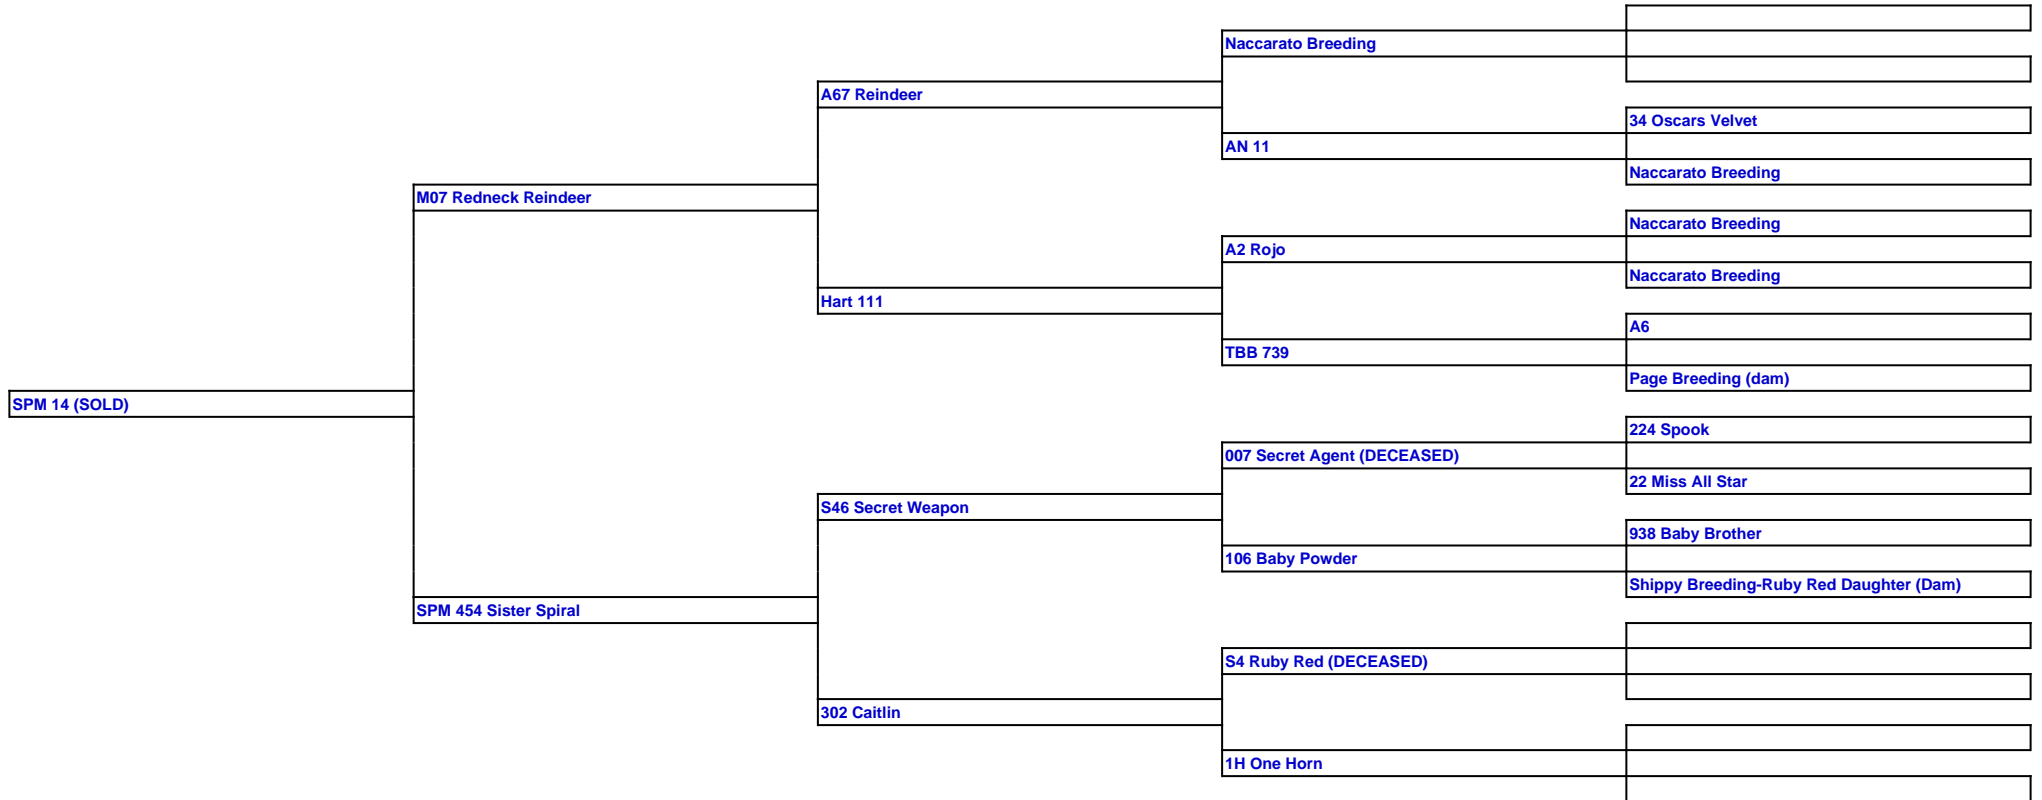 Naccarato Breeding
A67 Reindeer
34 Oscars Velvet
AN 11
Naccarato Breeding
M07 Redneck Reindeer
Naccarato Breeding
A2 Rojo
Naccarato Breeding
Hart 111
A6
TBB 739
Page Breeding (dam)
SPM 14 (SOLD)
224 Spook
007 Secret Agent (DECEASED)
22 Miss All Star
S46 Secret Weapon
938 Baby Brother
106 Baby Powder
Shippy Breeding-Ruby Red Daughter (Dam)
SPM 454 Sister Spiral
S4 Ruby Red (DECEASED)
302 Caitlin
1H One Horn